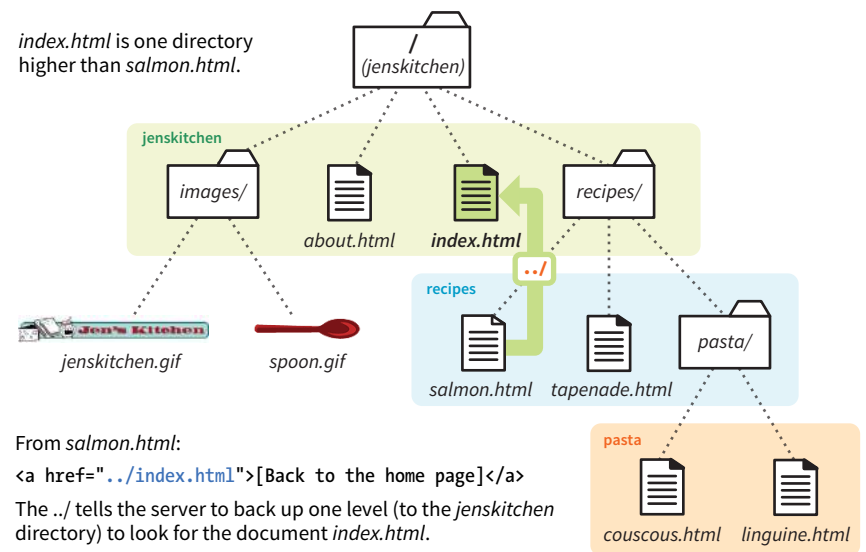 index.html is one directory
higher than salmon.html.
/
(jenskitchen)
jenskitchen
images/
about.html
index.html
recipes/
../
recipes
Jen's Kitchen
jenskitchen.gif
spoon.gif
salmon.html
tapenade.html
pasta/
From salmon.html:
<a href="../index.html">[Back to the home page]</a>
The ../ tells the server to back up one level (to the jenskitchen
directory) to look for the document index.html.
pasta
couscous.html
linguine.html